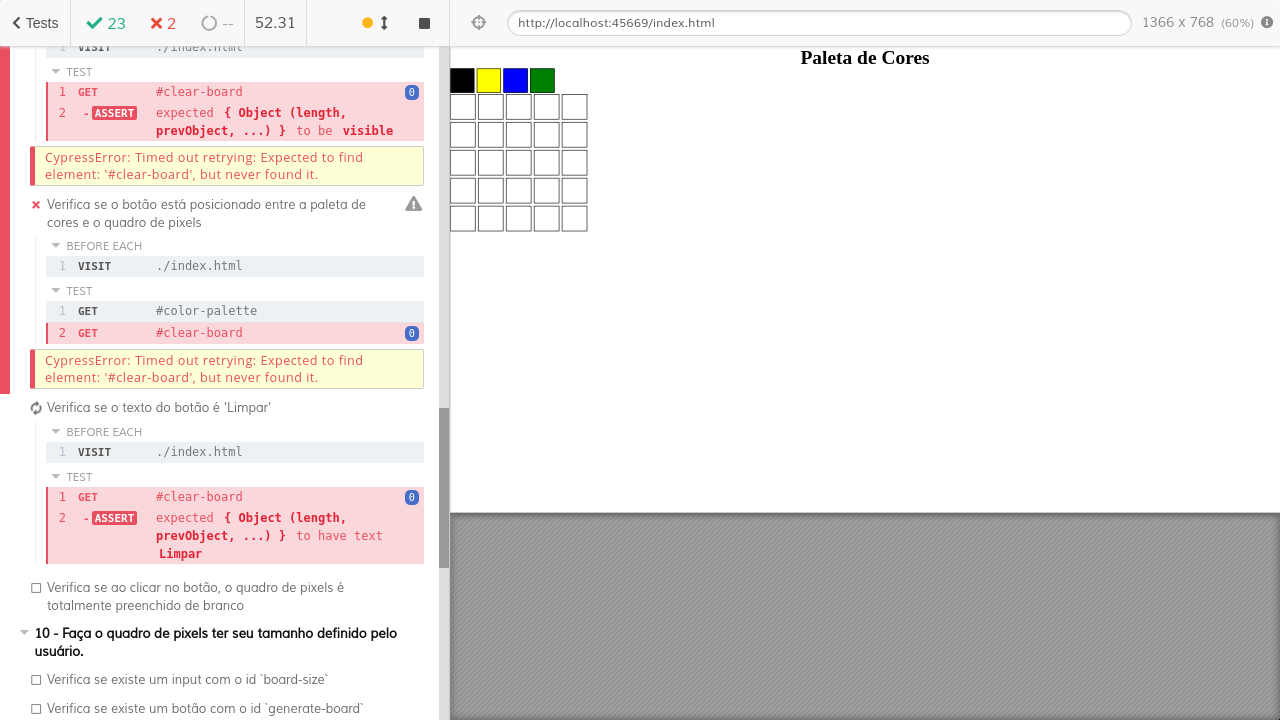 Tests 23 2 -- 52.31 http://localhost:45669/index.html 1366 x 768 (60%)
1 VISIT ./index.html
TEST
1 GET #clear-board 0
2 -ASSERT expected { Object (length,
prevObject, ...) } to be visible
CypressError: Timed out retrying: Expected to find
element: '#clear-board', but never found it.
Verifica se o botão está posicionado entre a paleta de
cores e o quadro de pixels
BEFORE EACH
1 VISIT ./index.html
TEST
1 GET #color-palette
2 GET #clear-board 0
CypressError: Timed out retrying: Expected to find
element: '#clear-board', but never found it.
Verifica se o texto do botão é 'Limpar'
BEFORE EACH
1 VISIT ./index.html
TEST
1 GET #clear-board 0
2 -ASSERT expected { Object (length,
prevObject, ...) } to have text
Limpar
Verifica se ao clicar no botão, o quadro de pixels é
totalmente preenchido de branco
10 - Faça o quadro de pixels ter seu tamanho definido pelo
usuário.
Verifica se existe um input com o id `board-size`
Verifica se existe um botão com o id `generate-board`
Paleta de Cores